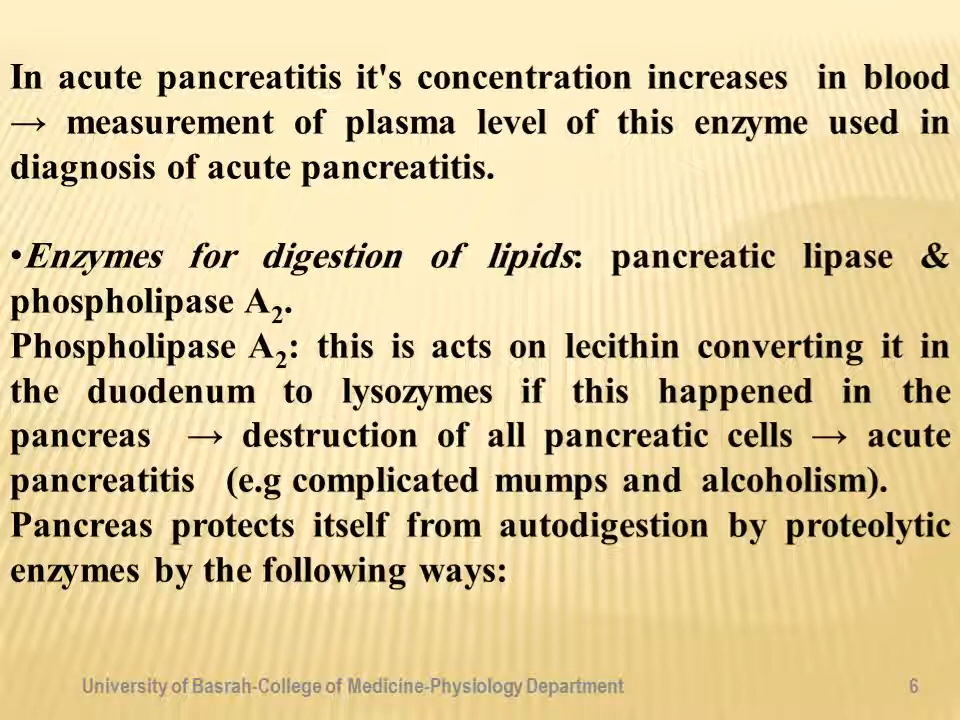 In acute pancreatitis it's concentration increases in blood
→ measurement of plasma level of this enzyme used in
diagnosis of acute pancreatitis.
•Enzymes for digestion of lipids: pancreatic lipase &
phospholipase A2.
Phospholipase A2: this is acts on lecithin converting it in
the duodenum to lysozymes if this happened in the
pancreas → destruction of all pancreatic cells → acute
pancreatitis (e.g complicated mumps and alcoholism).
Pancreas protects itself from autodigestion by proteolytic
enzymes by the following ways:
University of Basrah-College of Medicine-Physiology Department 6